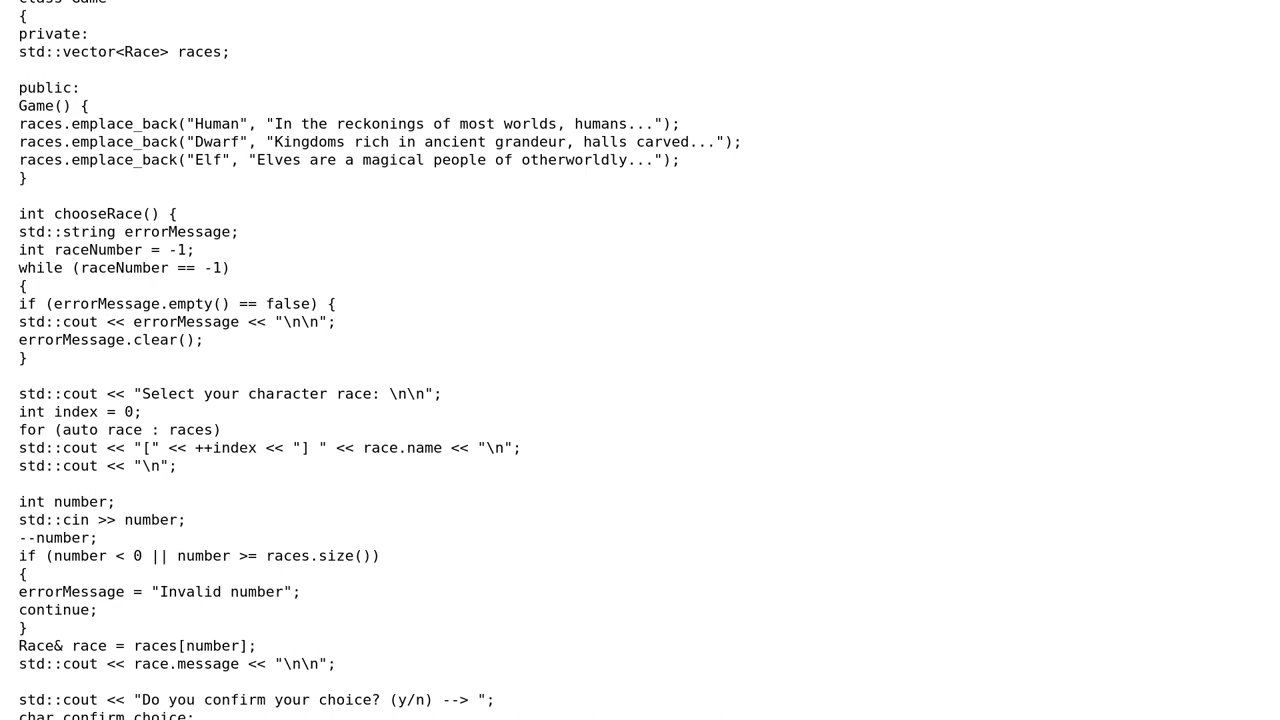 class Game
{
private:
std::vector<Race> races;

public:
Game() {
races.emplace_back("Human", "In the reckonings of most worlds, humans...");
races.emplace_back("Dwarf", "Kingdoms rich in ancient grandeur, halls carved...");
races.emplace_back("Elf", "Elves are a magical people of otherworldly...");
}

int chooseRace() {
std::string errorMessage;
int raceNumber = -1;
while (raceNumber == -1)
{
if (errorMessage.empty() == false) {
std::cout << errorMessage << "\n\n";
errorMessage.clear();
}

std::cout << "Select your character race: \n\n";
int index = 0;
for (auto race : races)
std::cout << "[" << ++index << "] " << race.name << "\n";
std::cout << "\n";

int number;
std::cin >> number;
--number;
if (number < 0 || number >= races.size())
{
errorMessage = "Invalid number";
continue;
}
Race& race = races[number];
std::cout << race.message << "\n\n";

std::cout << "Do you confirm your choice? (y/n) --> ";
char confirm_choice;